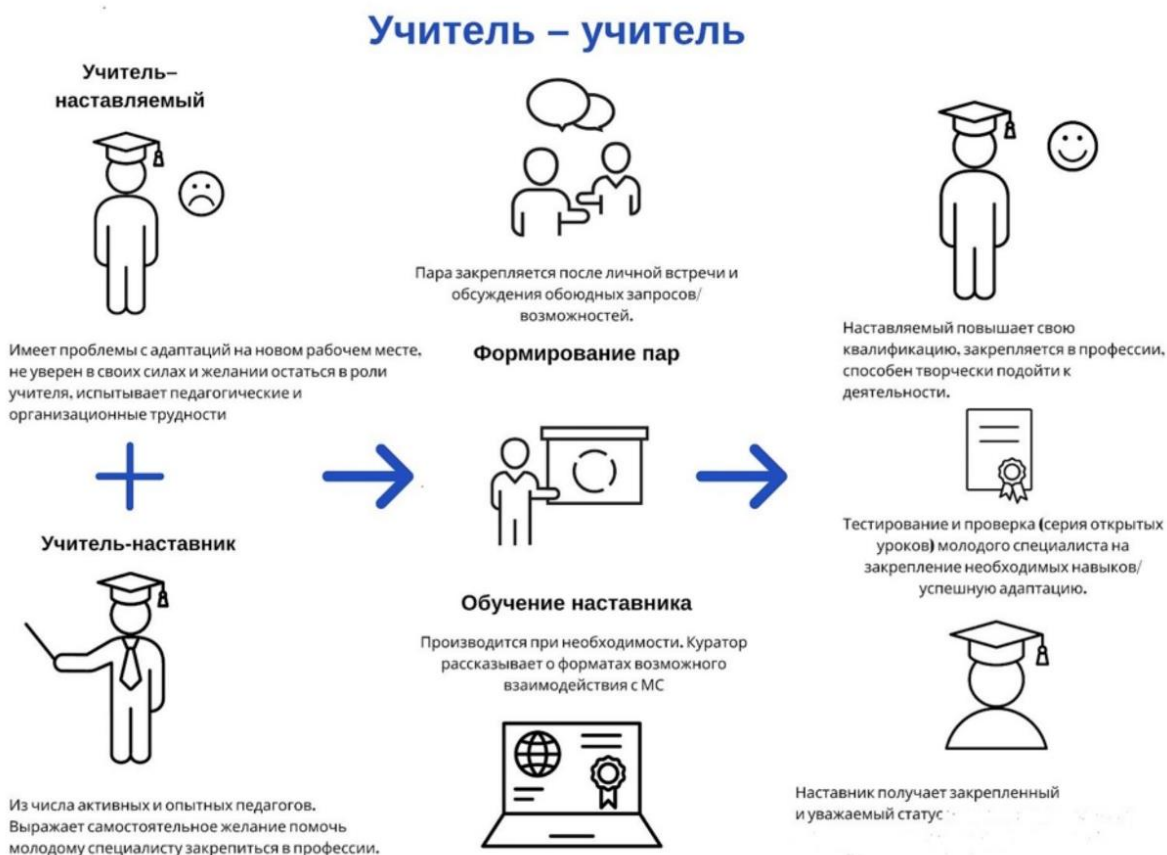 Учитель – учитель
Учитель–
наставляемый
Имеет проблемы с адаптаций на новом рабочем месте,
не уверен в своих силах и желании остаться в роли
учителя, испытывает педагогические и
организационные трудности
Учитель-наставник
Из числа активных и опытных педагогов.
Выражает самостоятельное желание помочь
молодому специалисту закрепиться в профессии.
Пара закрепляется после личной встречи и
обсуждения обоюдных запросов/
возможностей.
Формирование пар
Обучение наставника
Производится при необходимости. Куратор
рассказывает о форматах возможного
взаимодействия с МС
Наставляемый повышает свою
квалификацию, закрепляется в профессии,
способен творчески подойти к
деятельности.
Тестирование и проверка (серия открытых
уроков) молодого специалиста на
закрепление необходимых навыков/
успешную адаптацию.
Наставник получает закрепленный
и уважаемый статус